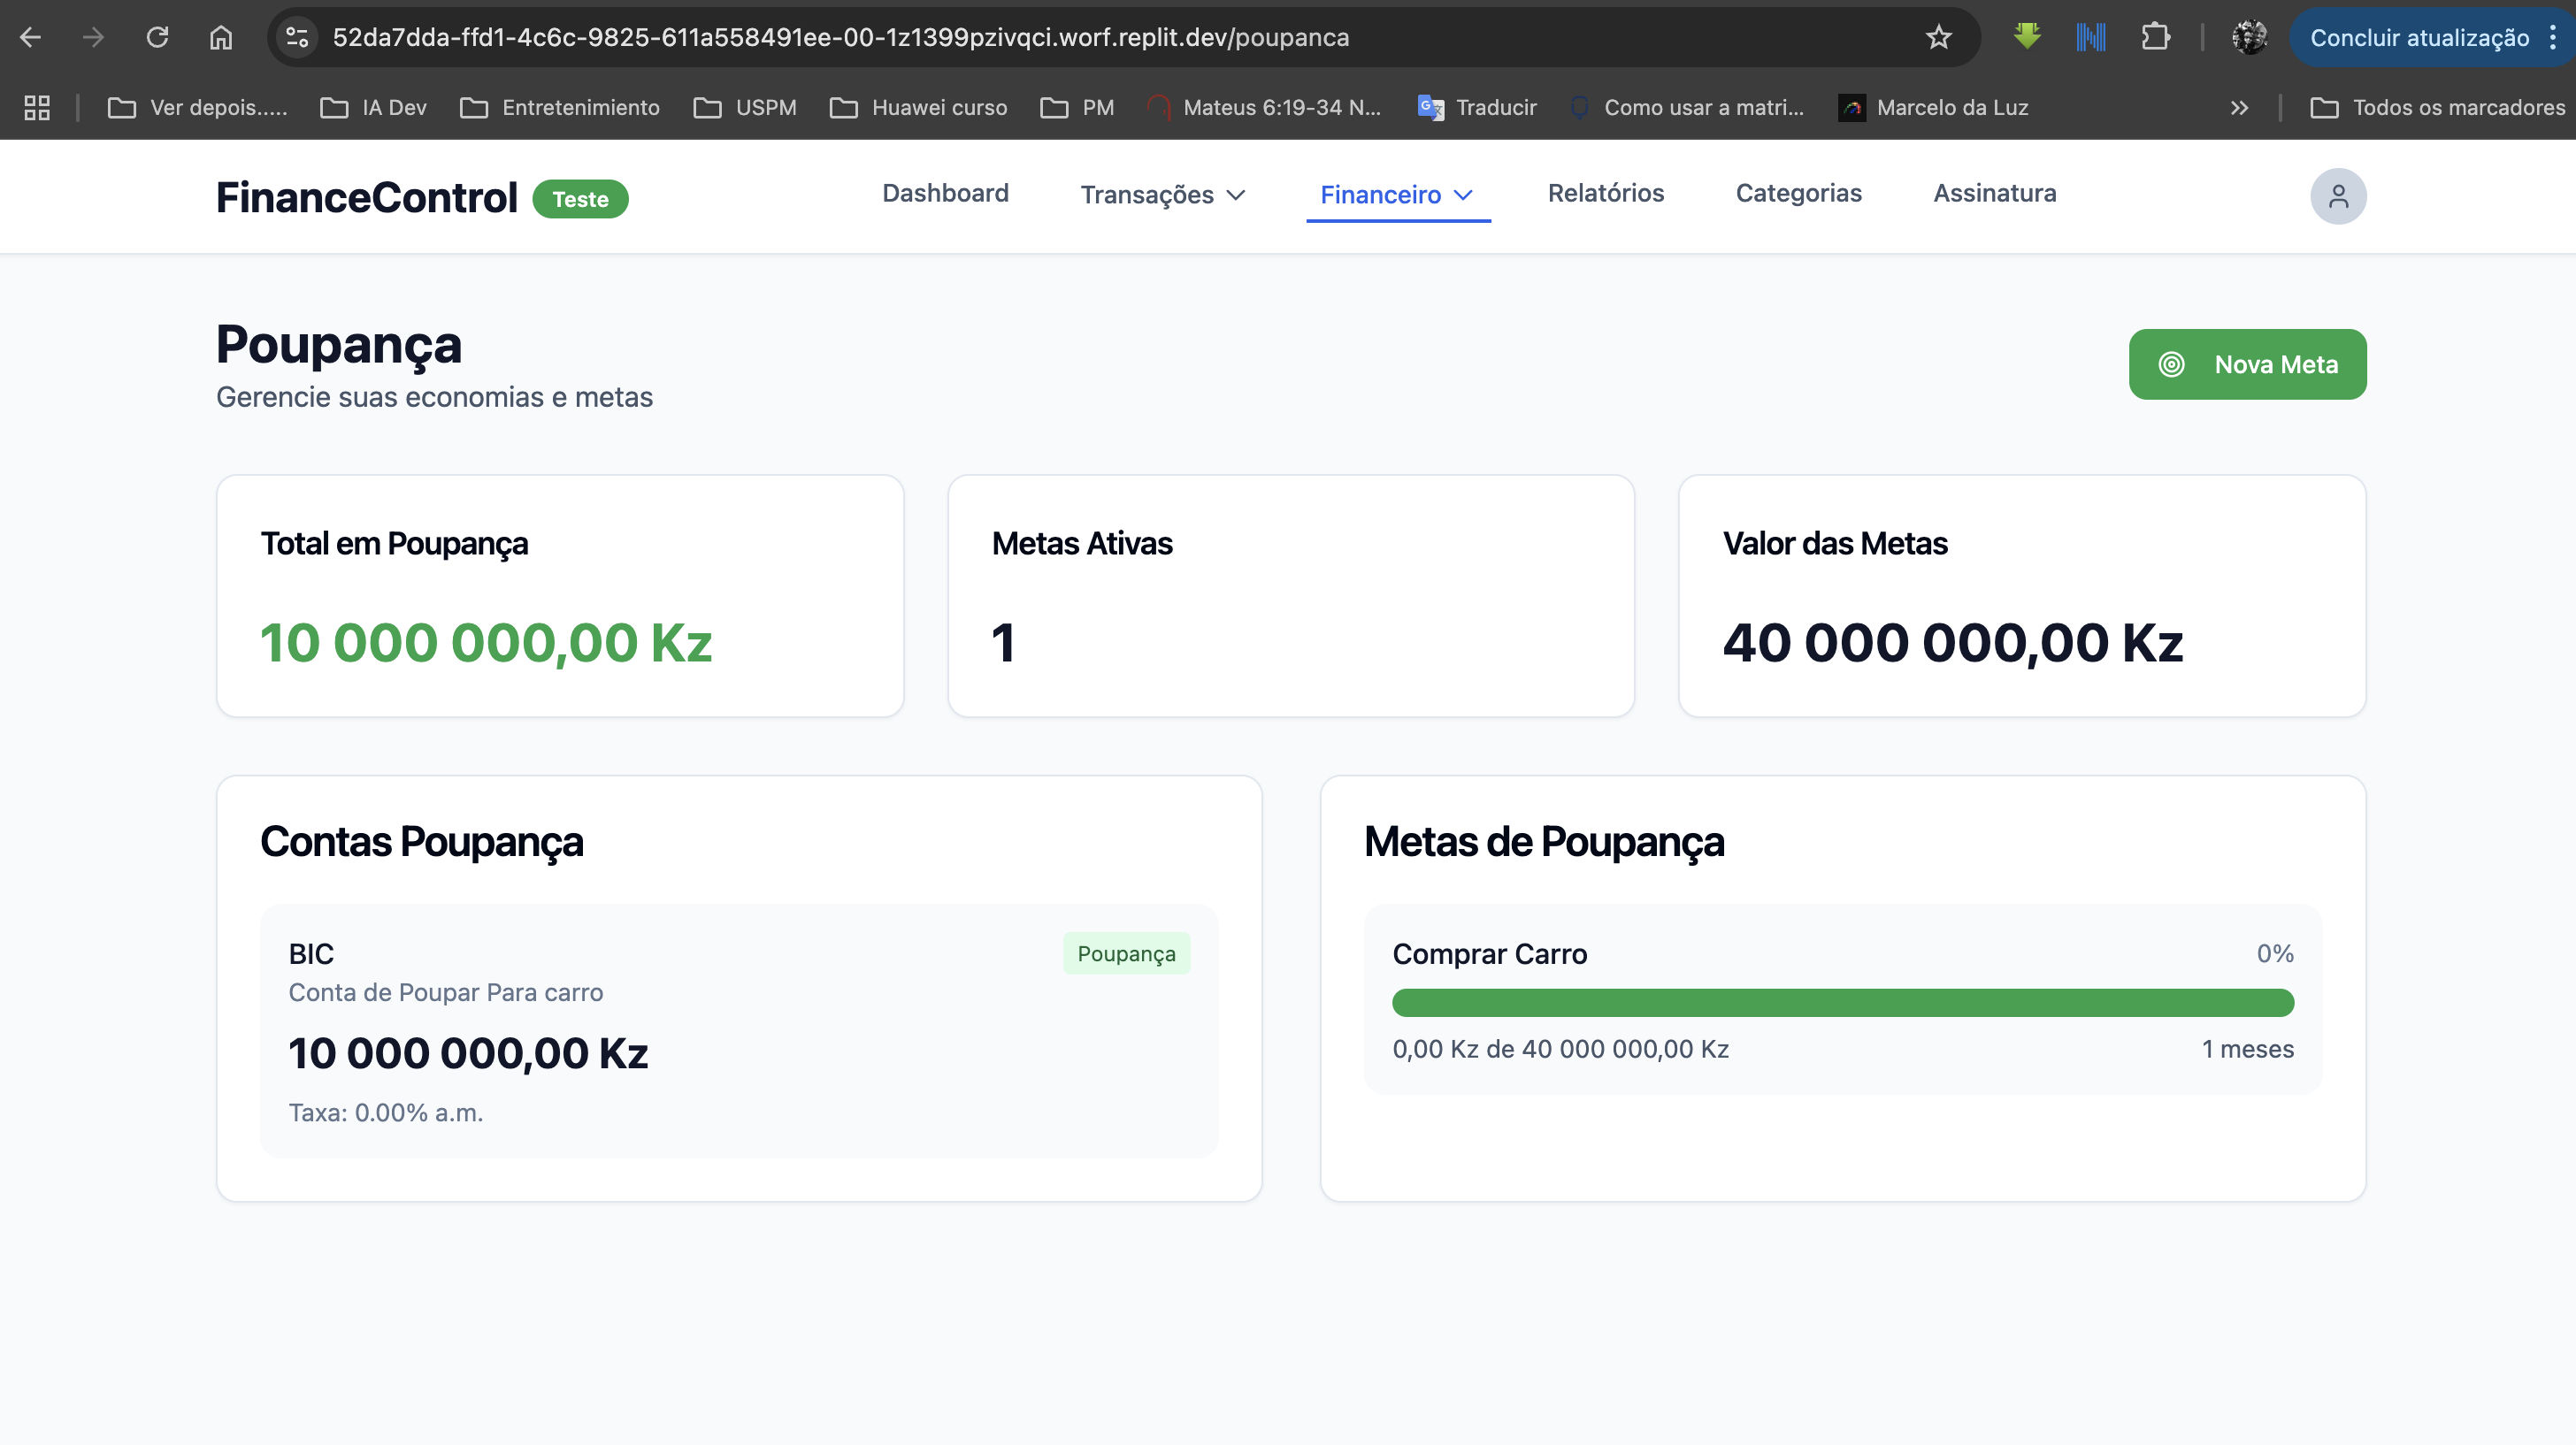 52da7dda-ffd1-4c6c-9825-611a558491ee-00-1z1399pzivqci.worf.replit.dev/poupanca
Concluir atualização
Ver depois.....
IA Dev
Entretenimiento
USPM
Huawei curso
PM
Mateus 6:19-34 N...
Traducir
Como usar a matri...
Marcelo da Luz
Todos os marcadores
FinanceControl
Teste
Dashboard
Transações
Financeiro
Relatórios
Categorias
Assinatura
Poupança
Gerencie suas economias e metas
Nova Meta
Total em Poupança
10 000 000,00 Kz
Metas Ativas
1
Valor das Metas
40 000 000,00 Kz
Contas Poupança
BIC
Poupança
Conta de Poupar Para carro
10 000 000,00 Kz
Taxa: 0.00% a.m.
Metas de Poupança
Comprar Carro
0%
0,00 Kz de 40 000 000,00 Kz
1 meses